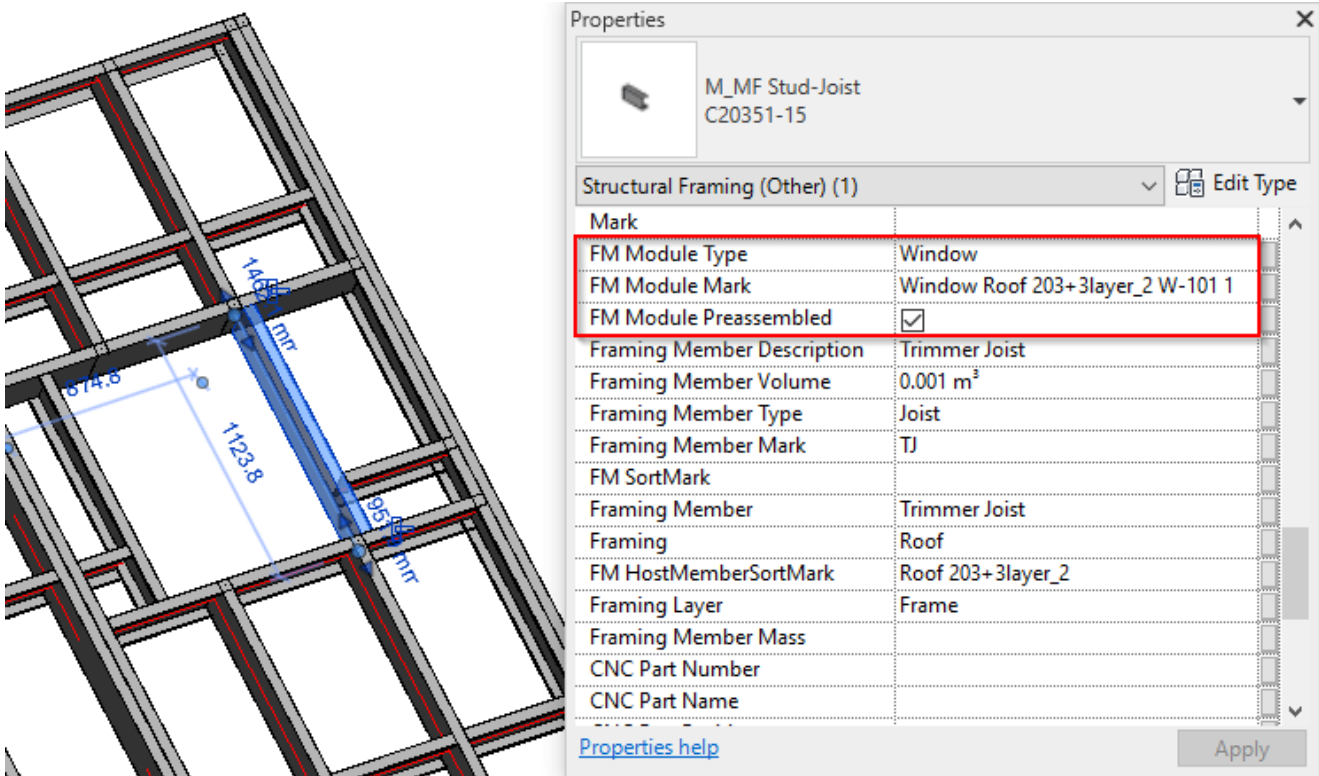 Properties
M_MF Stud-Joist
C20351-15
Structural Framing (Other) (1)
Edit Type
Mark
FM Module Type Window
FM Module Mark Window Roof 203+3layer_2 W-101 1
FM Module Preassembled
Framing Member Description Trimmer Joist
Framing Member Volume 0.001 m³
Framing Member Type Joist
Framing Member Mark TJ
FM SortMark
Framing Member Trimmer Joist
Framing Roof
FM HostMemberSortMark Roof 203+3layer_2
Framing Layer Frame
Framing Member Mass
CNC Part Number
CNC Part Name
Properties help
Apply
674.8
1123.8
mm